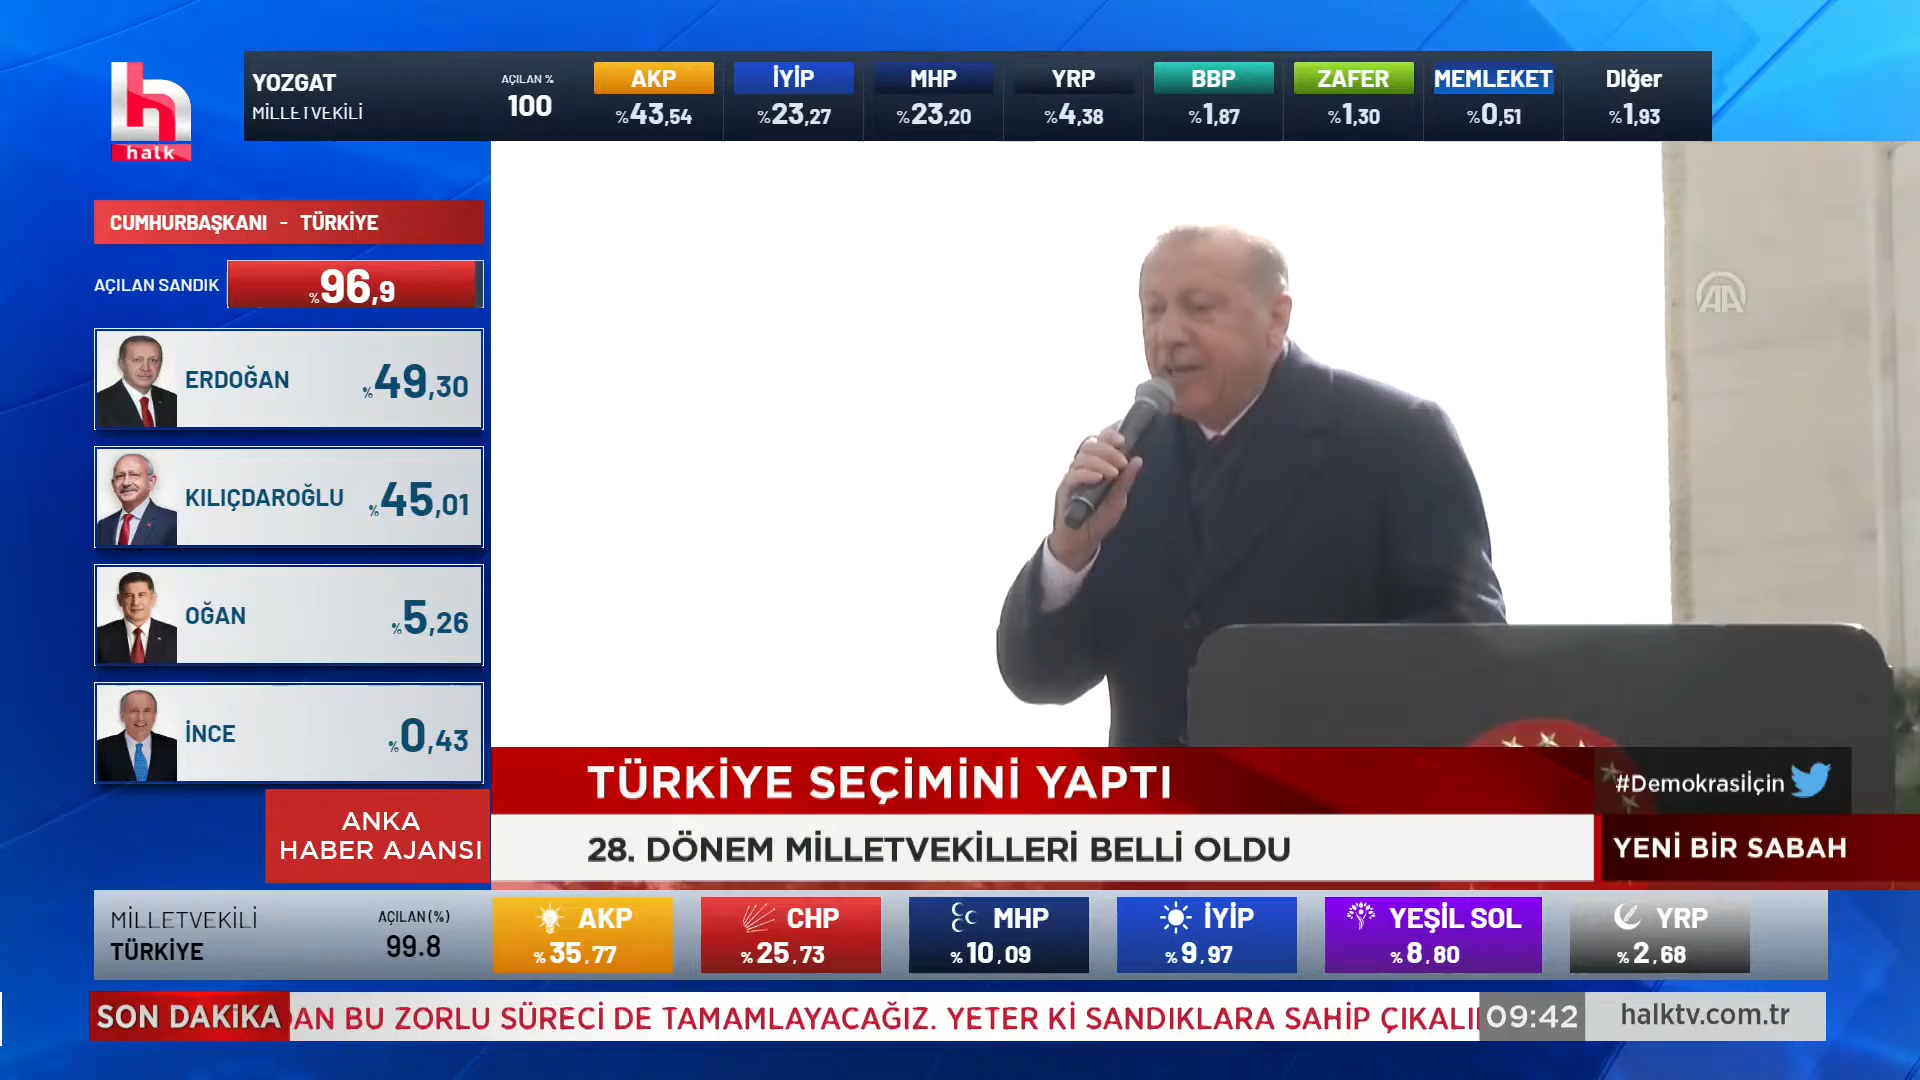 halk
YOZGAT
MİLLETVEKİLİ
AÇILAN %
100
AKP
%43,54
İYİP
%23,27
MHP
%23,20
YRP
%4,38
BBP
%1,87
ZAFER
%1,30
MEMLEKET
%0,51
Dlğer
%1,93
CUMHURBAŞKANI - TÜRKİYE
AÇILAN SANDIK %96,9
ERDOĞAN %49,30
KILIÇDAROĞLU %45,01
OĞAN %5,26
İNCE %0,43
AA
ANKA
HABER AJANSI
TÜRKİYE SEÇİMİNİ YAPTI
#Demokrasiİçin
28. DÖNEM MİLLETVEKİLLERİ BELLİ OLDU
YENİ BİR SABAH
MİLLETVEKİLİ
TÜRKİYE
AÇILAN(%)
99.8
AKP
%35,77
CHP
%25,73
MHP
%10,09
İYİP
%9,97
YEŞİL SOL
%8,80
YRP
%2,68
SON DAKİKA
DAN BU ZORLU SÜRECİ DE TAMAMLAYACAĞIZ. YETER Kİ SANDIKLARA SAHİP ÇIKALI
09:42
halktv.com.tr